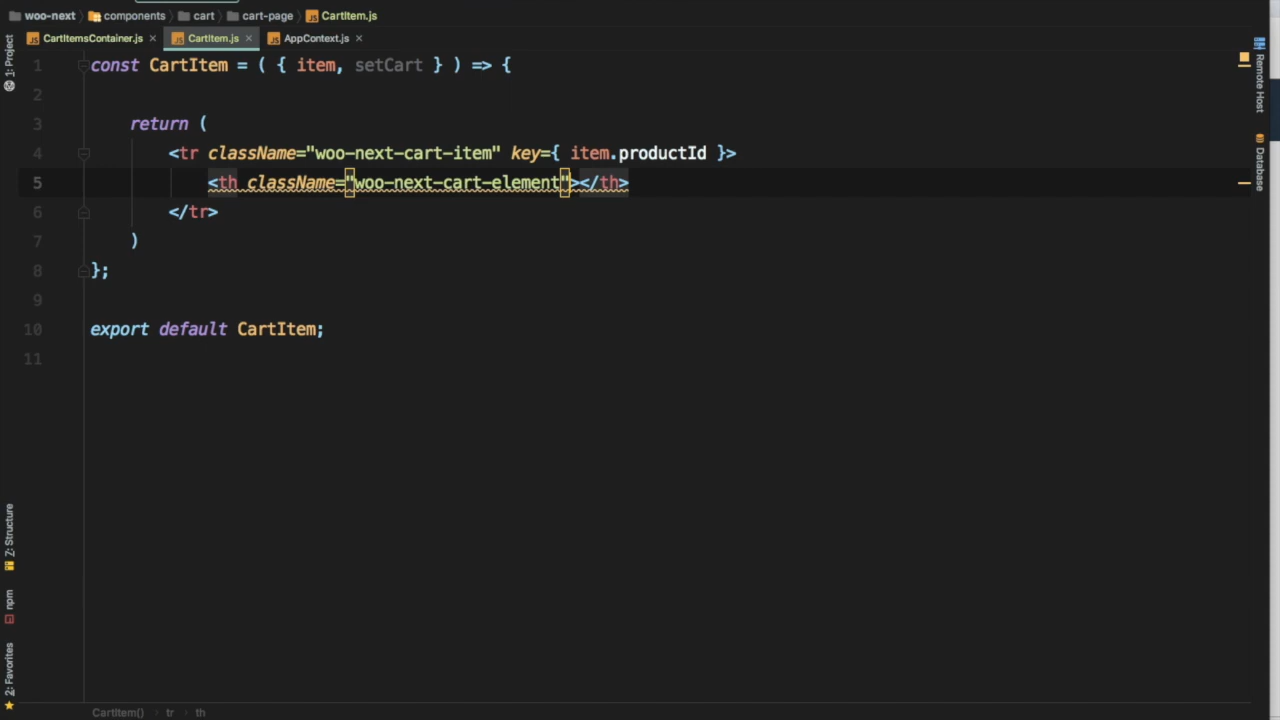 woo-next components cart cart-page CartItem.js
CartItemsContainer.js × CartItem.js × AppContext.js ×
1: Project
Remote Host
Database
1 const CartItem = ( { item, setCart } ) => {
2
3 return (
4 <tr className="woo-next-cart-item" key={ item.productId }>
5 <th className="woo-next-cart-element"></th>
6 </tr>
7 )
8 };
9
10 export default CartItem;
11
Z: Structure
npm
2: Favorites
CartItem() › tr › th